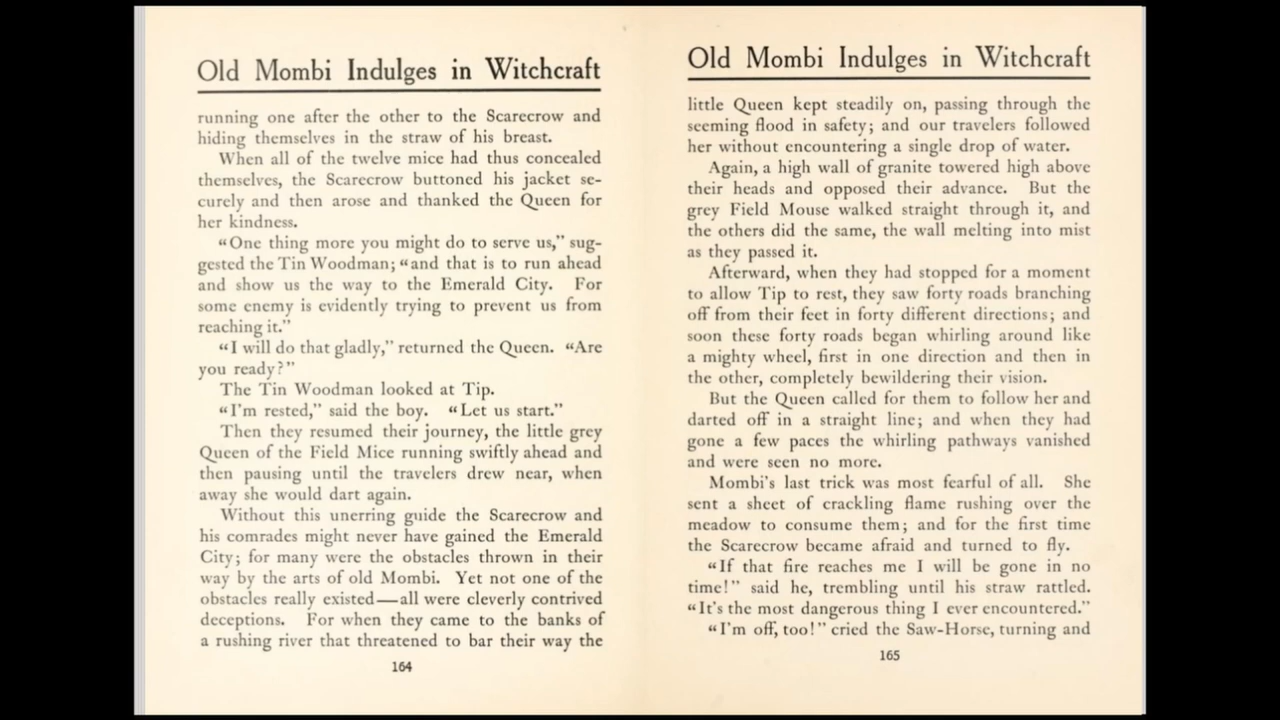 Old Mombi Indulges in Witchcraft
running one after the other to the Scarecrow and
hiding themselves in the straw of his breast.
When all of the twelve mice had thus concealed
themselves, the Scarecrow buttoned his jacket se-
curely and then arose and thanked the Queen for
her kindness.
“One thing more you might do to serve us,” sug-
gested the Tin Woodman; “and that is to run ahead
and show us the way to the Emerald City. For
some enemy is evidently trying to prevent us from
reaching it.”
“I will do that gladly,” returned the Queen. “Are
you ready?”
The Tin Woodman looked at Tip.
“I'm rested,” said the boy. “Let us start.”
Then they resumed their journey, the little grey
Queen of the Field Mice running swiftly ahead and
then pausing until the travelers drew near, when
away she would dart again.
Without this unerring guide the Scarecrow and
his comrades might never have gained the Emerald
City; for many were the obstacles thrown in their
way by the arts of old Mombi. Yet not one of the
obstacles really existed—all were cleverly contrived
deceptions. For when they came to the banks of
a rushing river that threatened to bar their way the
164
Old Mombi Indulges in Witchcraft
little Queen kept steadily on, passing through the
seeming flood in safety; and our travelers followed
her without encountering a single drop of water.
Again, a high wall of granite towered high above
their heads and opposed their advance. But the
grey Field Mouse walked straight through it, and
the others did the same, the wall melting into mist
as they passed it.
Afterward, when they had stopped for a moment
to allow Tip to rest, they saw forty roads branching
off from their feet in forty different directions; and
soon these forty roads began whirling around like
a mighty wheel, first in one direction and then in
the other, completely bewildering their vision.
But the Queen called for them to follow her and
darted off in a straight line; and when they had
gone a few paces the whirling pathways vanished
and were seen no more.
Mombi's last trick was most fearful of all. She
sent a sheet of crackling flame rushing over the
meadow to consume them; and for the first time
the Scarecrow became afraid and turned to fly.
“If that fire reaches me I will be gone in no
time!” said he, trembling until his straw rattled.
“It's the most dangerous thing I ever encountered.”
“I'm off, too!” cried the Saw-Horse, turning and
165